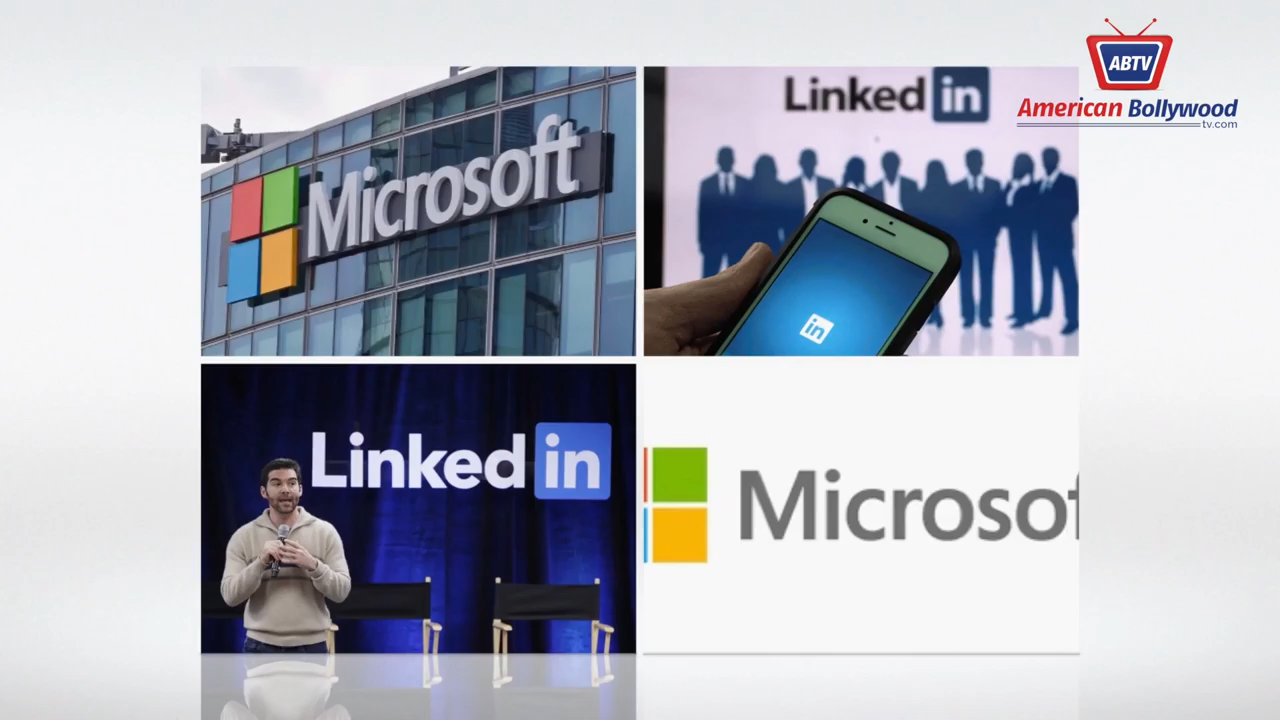 ABTV
American Bollywood
tv.com
Microsoft
Linked in
in
Linked in
Microsof